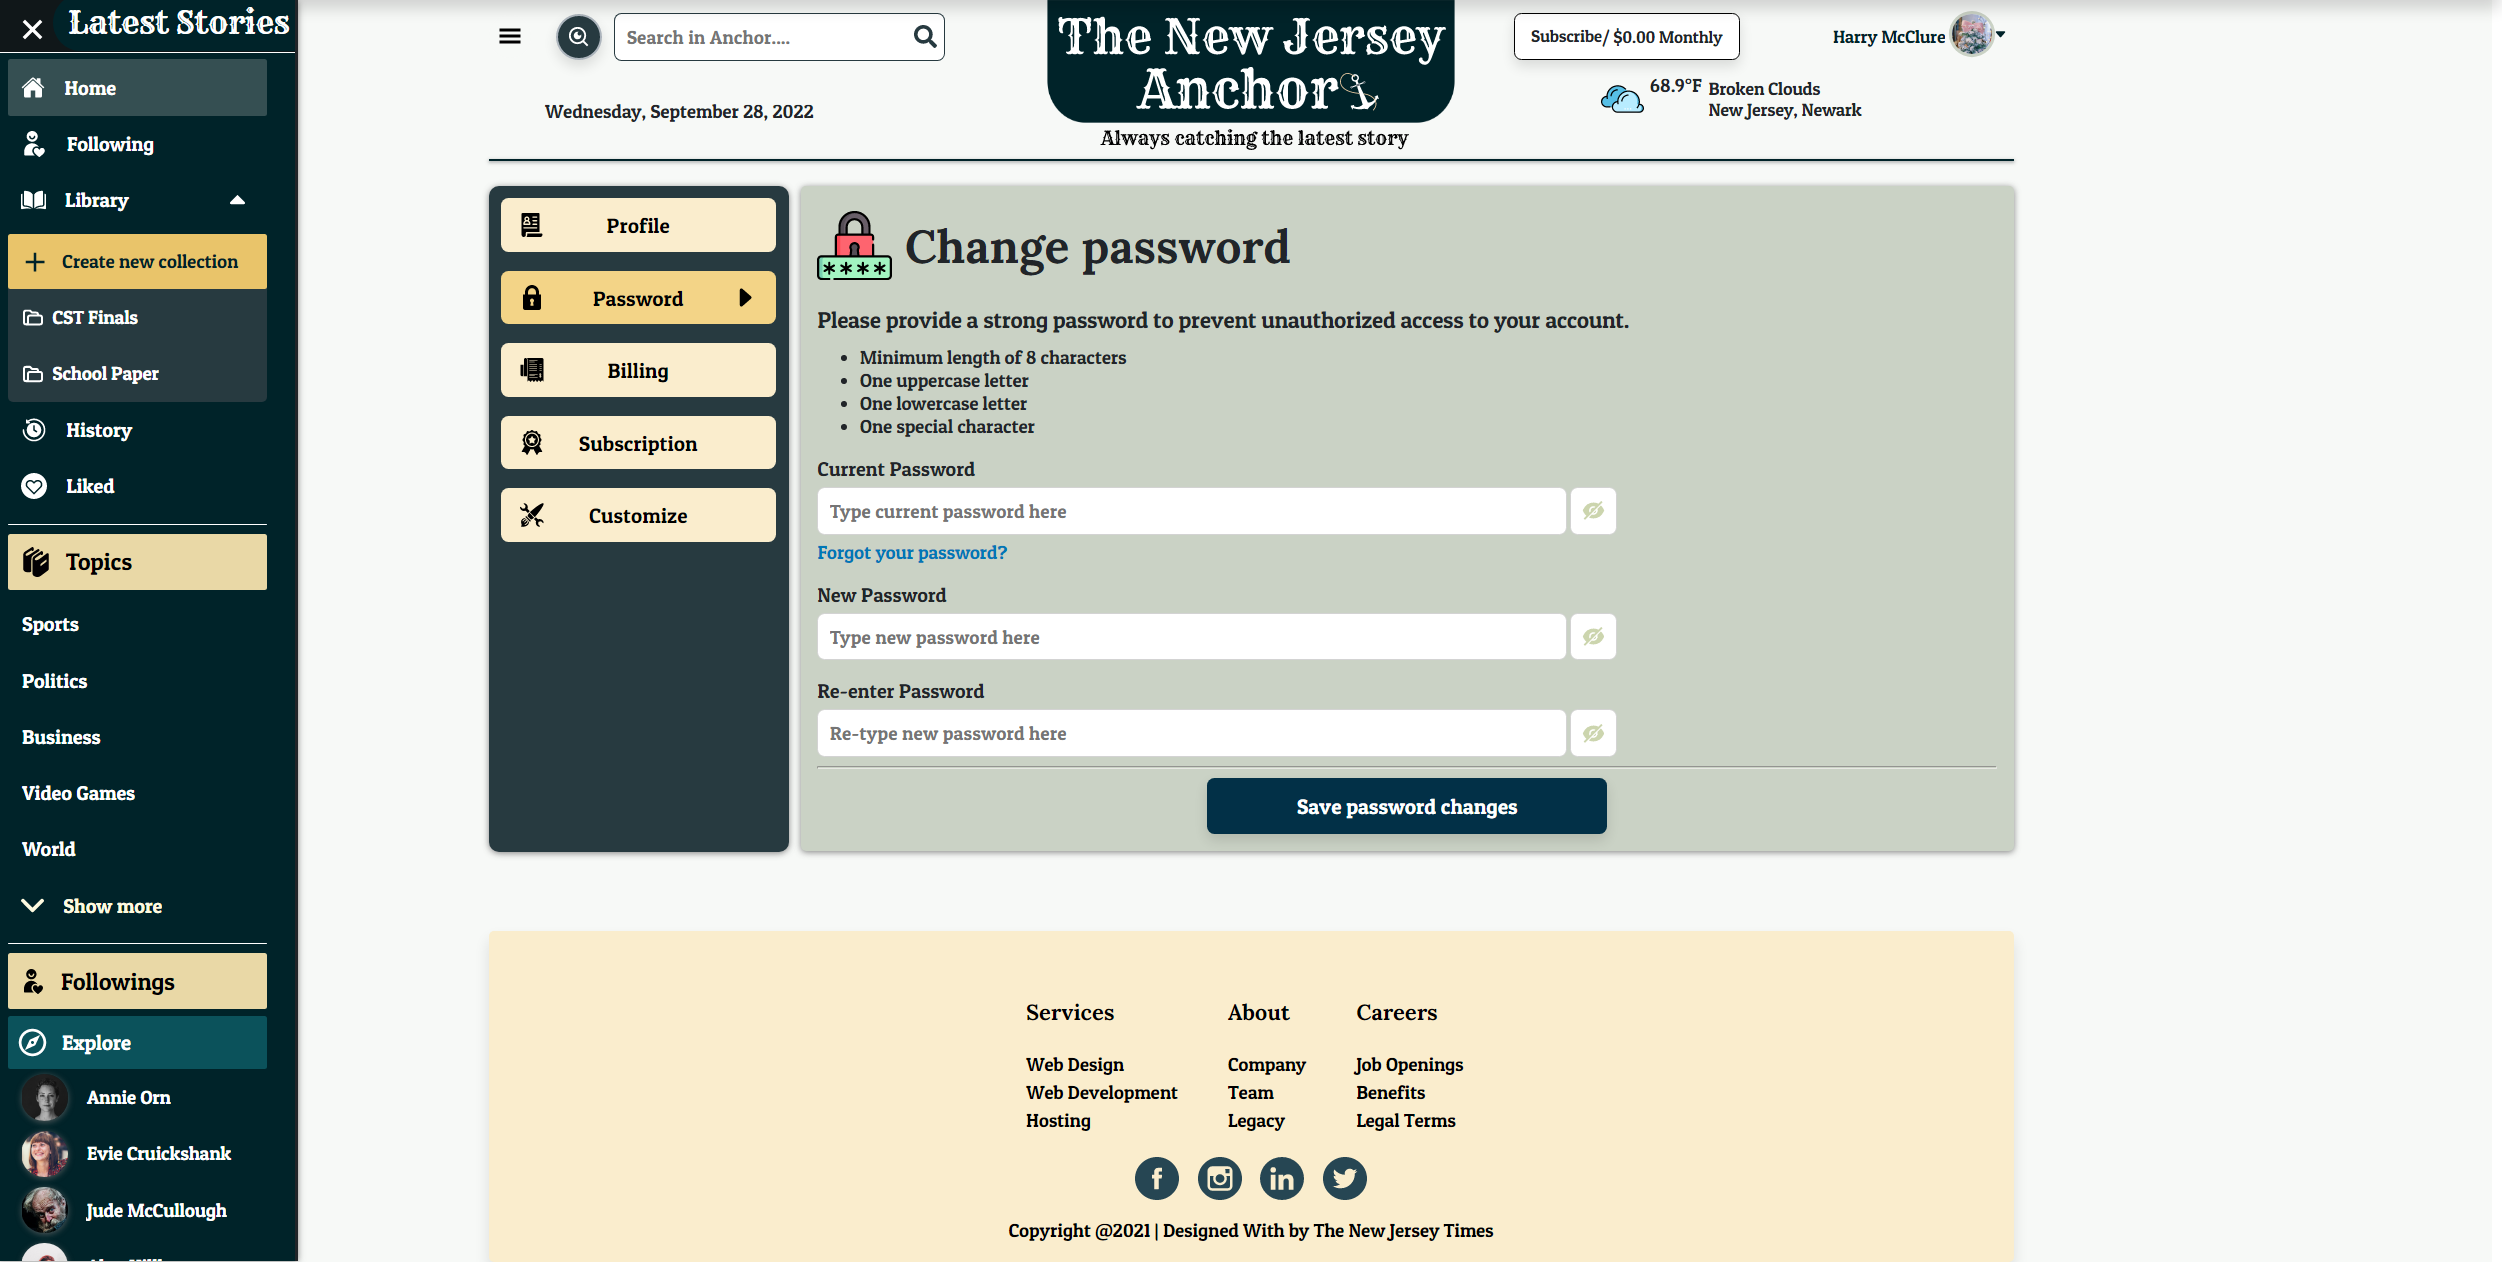 Latest Stories
Home
Following
Library
Create new collection
CST Finals
School Paper
History
Liked
Topics
Sports
Politics
Business
Video Games
World
Show more
Followings
Explore
Annie Orn
Evie Cruickshank
Jude McCullough
Search in Anchor....
Wednesday, September 28, 2022
The New Jersey
Anchor
Always catching the latest story
Subscribe/ $0.00 Monthly
Harry McClure
68.9°F
Broken Clouds
New Jersey, Newark
Profile
Password
Billing
Subscription
Customize
Change password
Please provide a strong password to prevent unauthorized access to your account.
Minimum length of 8 characters
One uppercase letter
One lowercase letter
One special character
Current Password
Type current password here
Forgot your password?
New Password
Type new password here
Re-enter Password
Re-type new password here
Save password changes
Services
Web Design
Web Development
Hosting
About
Company
Team
Legacy
Careers
Job Openings
Benefits
Legal Terms
Copyright @2021 | Designed With by The New Jersey Times